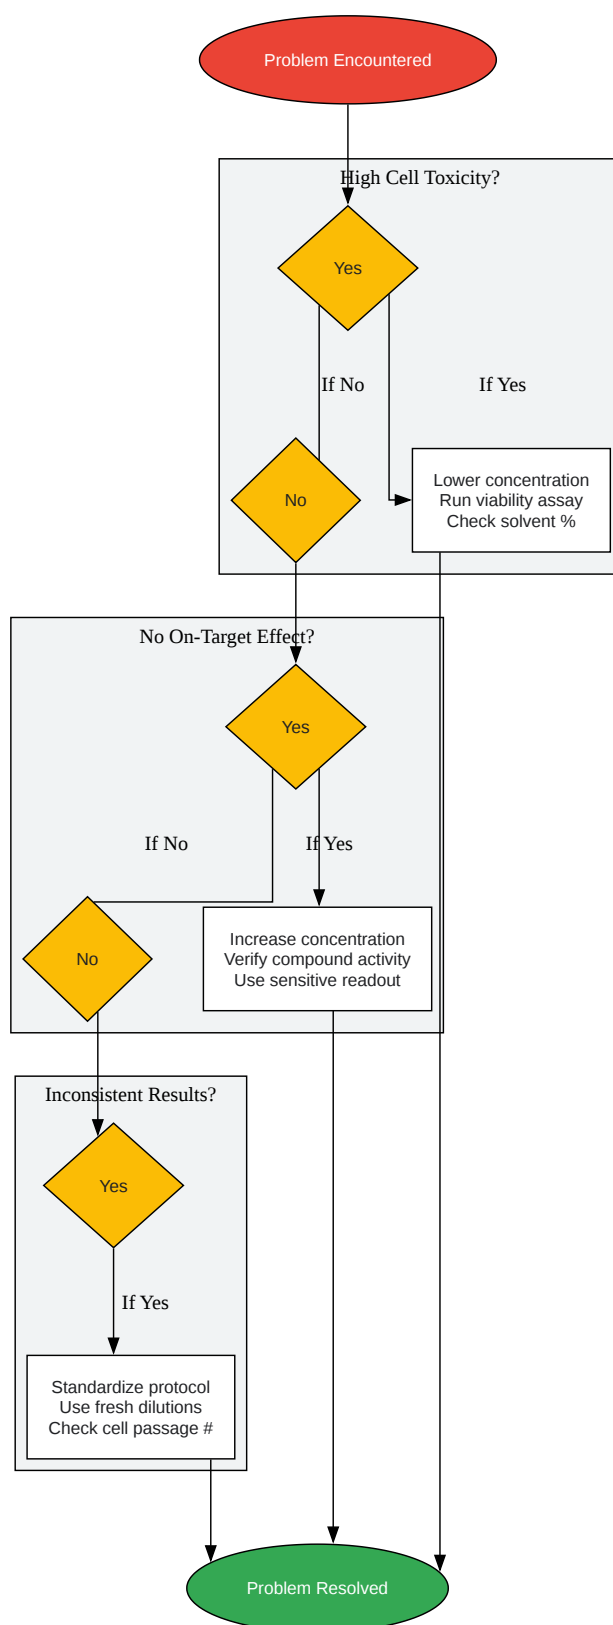 Problem Encountered
High Cell Toxicity?
Yes
If No
If Yes
No
Lower concentration
Run viability assay
Check solvent %
No On-Target Effect?
Yes
If No
If Yes
No
Increase concentration
Verify compound activity
Use sensitive readout
Inconsistent Results?
Yes
If Yes
Standardize protocol
Use fresh dilutions
Check cell passage #
Problem Resolved